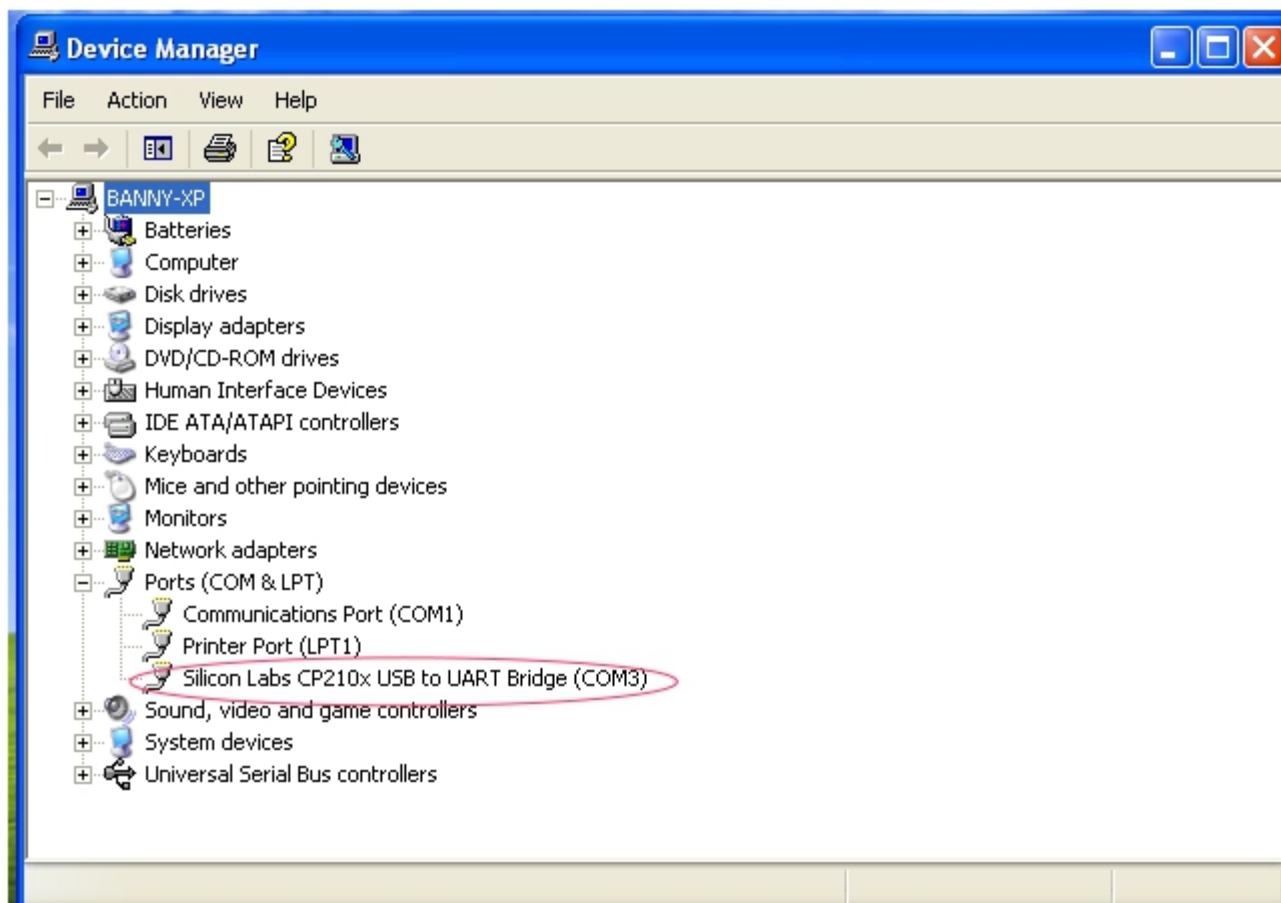 Device Manager
File Action View Help
BANNY-XP
Batteries
Computer
Disk drives
Display adapters
DVD/CD-ROM drives
Human Interface Devices
IDE ATA/ATAPI controllers
Keyboards
Mice and other pointing devices
Monitors
Network adapters
Ports (COM & LPT)
Communications Port (COM1)
Printer Port (LPT1)
Silicon Labs CP210x USB to UART Bridge (COM3)
Sound, video and game controllers
System devices
Universal Serial Bus controllers